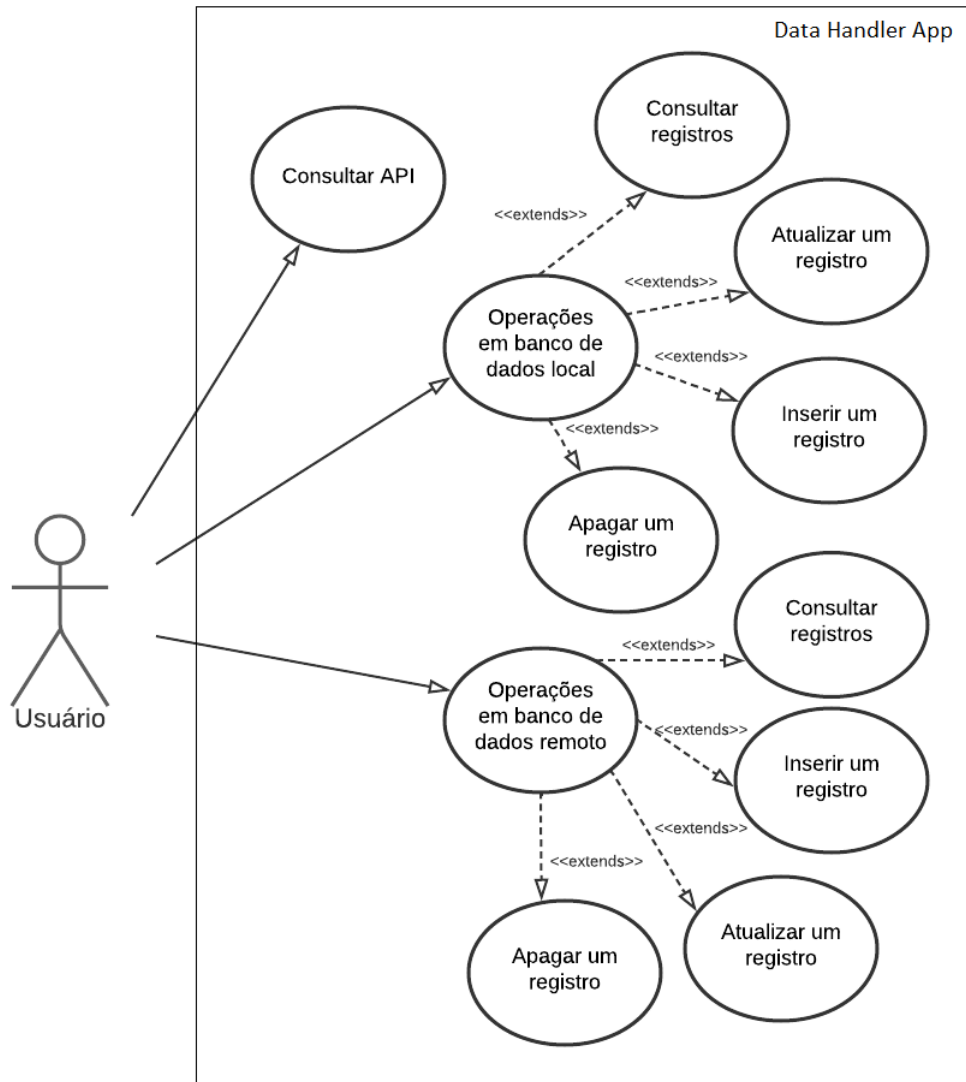 Data Handler App
Consultar
registros
Consultar API
<<extends>>
Atualizar um
registro
<<extends>>
Operações
em banco de
dados local
<<extends>>
Inserir um
registro
<<extends>>
Apagar um
registro
Consultar
registros
<<extends>>
Operações
em banco de
dados remoto
Usuário
<<extends>>
Inserir um
registro
<<extends>>
<<extends>>
Atualizar um
registro
Apagar um
registro